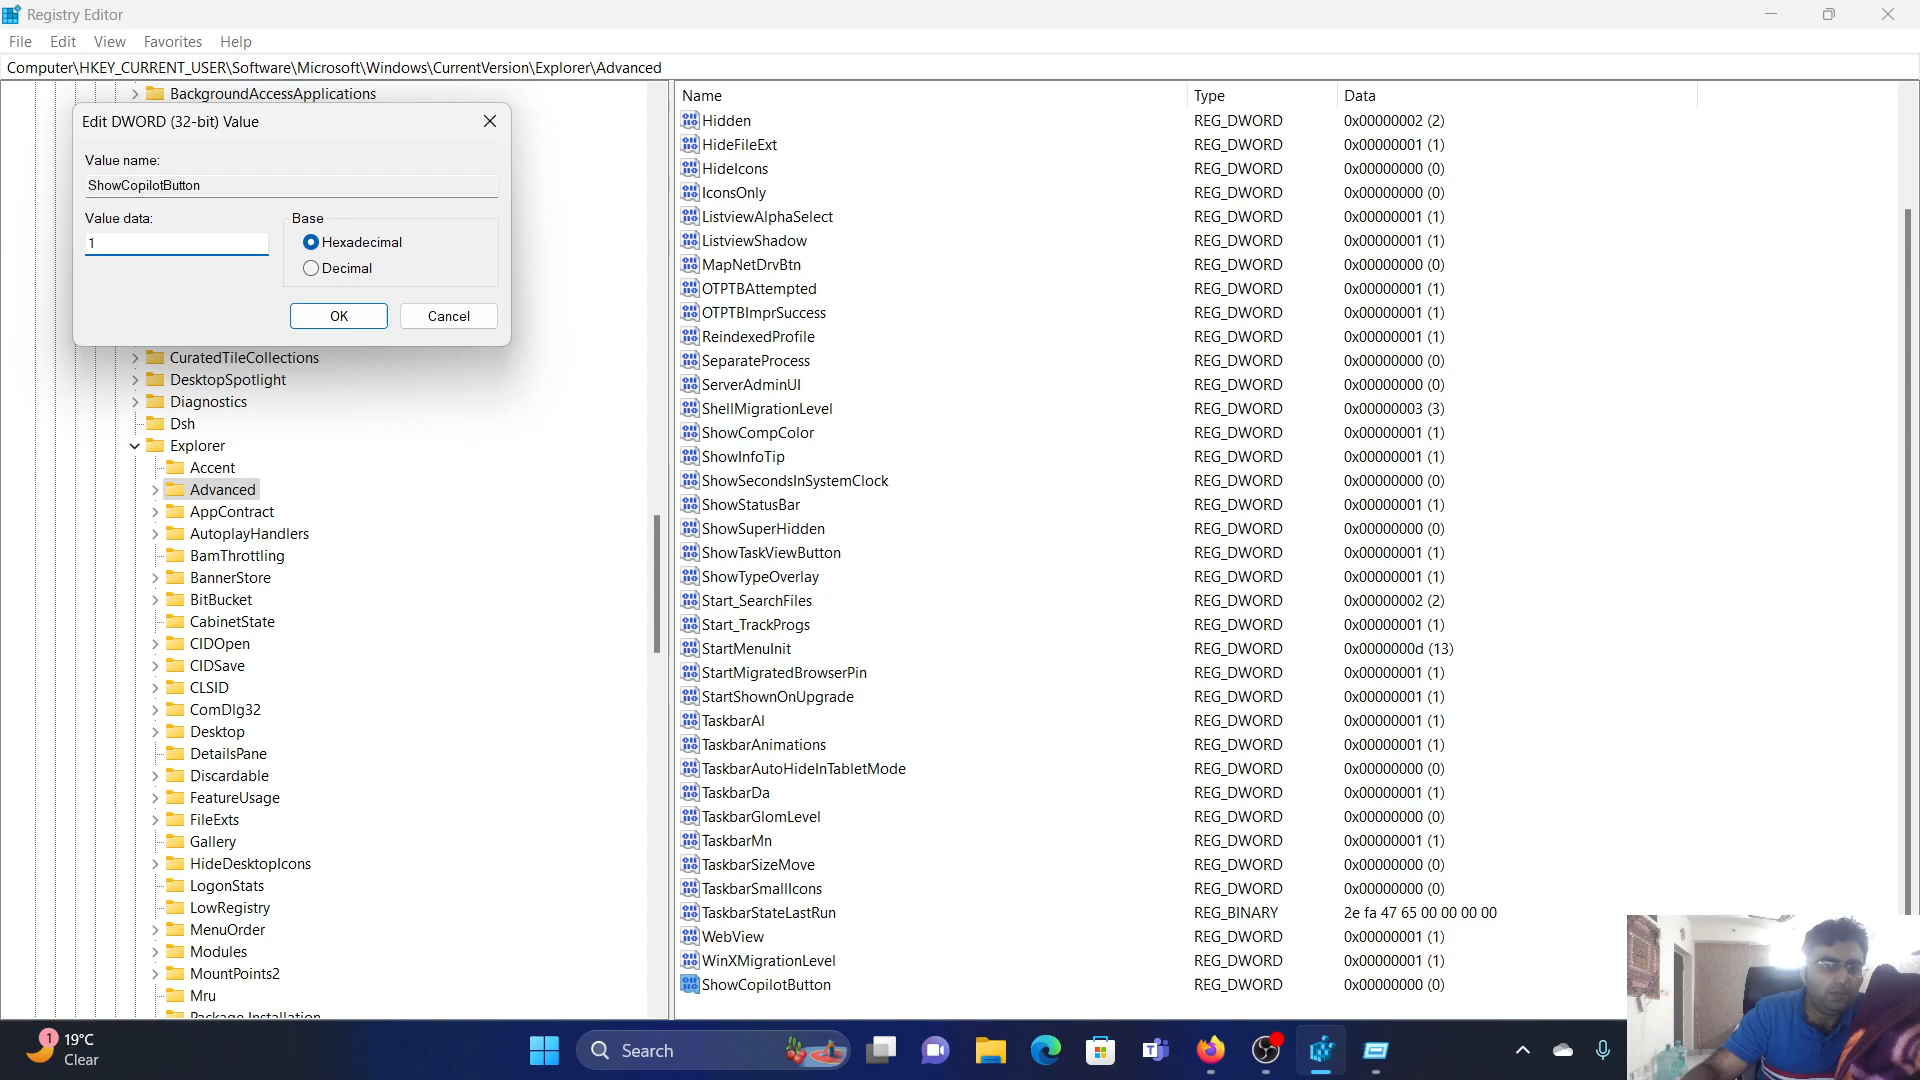 Registry Editor
File Edit View Favorites Help
Computer\HKEY_CURRENT_USER\Software\Microsoft\Windows\CurrentVersion\Explorer\Advanced
BackgroundAccessApplications
Edit DWORD (32-bit) Value
Value name:
ShowCopilotButton
Value data:
Base
1
Hexadecimal
Decimal
OK
Cancel
CuratedTileCollections
DesktopSpotlight
Diagnostics
Dsh
Explorer
Accent
Advanced
AppContract
AutoplayHandlers
BamThrottling
BannerStore
BitBucket
CabinetState
CIDOpen
CIDSave
CLSID
ComDlg32
Desktop
DetailsPane
Discardable
FeatureUsage
FileExts
Gallery
HideDesktopIcons
LogonStats
LowRegistry
MenuOrder
Modules
MountPoints2
Mru
Package Installation
Name Type Data
Hidden REG_DWORD 0x00000002 (2)
HideFileExt REG_DWORD 0x00000001 (1)
HideIcons REG_DWORD 0x00000000 (0)
IconsOnly REG_DWORD 0x00000000 (0)
ListviewAlphaSelect REG_DWORD 0x00000001 (1)
ListviewShadow REG_DWORD 0x00000001 (1)
MapNetDrvBtn REG_DWORD 0x00000000 (0)
OTPTBAttempted REG_DWORD 0x00000001 (1)
OTPTBImprSuccess REG_DWORD 0x00000001 (1)
ReindexedProfile REG_DWORD 0x00000001 (1)
SeparateProcess REG_DWORD 0x00000000 (0)
ServerAdminUI REG_DWORD 0x00000000 (0)
ShellMigrationLevel REG_DWORD 0x00000003 (3)
ShowCompColor REG_DWORD 0x00000001 (1)
ShowInfoTip REG_DWORD 0x00000001 (1)
ShowSecondsInSystemClock REG_DWORD 0x00000000 (0)
ShowStatusBar REG_DWORD 0x00000001 (1)
ShowSuperHidden REG_DWORD 0x00000000 (0)
ShowTaskViewButton REG_DWORD 0x00000001 (1)
ShowTypeOverlay REG_DWORD 0x00000001 (1)
Start_SearchFiles REG_DWORD 0x00000002 (2)
Start_TrackProgs REG_DWORD 0x00000001 (1)
StartMenuInit REG_DWORD 0x0000000d (13)
StartMigratedBrowserPin REG_DWORD 0x00000001 (1)
StartShownOnUpgrade REG_DWORD 0x00000001 (1)
TaskbarAl REG_DWORD 0x00000001 (1)
TaskbarAnimations REG_DWORD 0x00000001 (1)
TaskbarAutoHideInTabletMode REG_DWORD 0x00000000 (0)
TaskbarDa REG_DWORD 0x00000001 (1)
TaskbarGlomLevel REG_DWORD 0x00000000 (0)
TaskbarMn REG_DWORD 0x00000001 (1)
TaskbarSizeMove REG_DWORD 0x00000000 (0)
TaskbarSmallIcons REG_DWORD 0x00000000 (0)
TaskbarStateLastRun REG_BINARY 2e fa 47 65 00 00 00 00
WebView REG_DWORD 0x00000001 (1)
WinXMigrationLevel REG_DWORD 0x00000001 (1)
ShowCopilotButton REG_DWORD 0x00000000 (0)
1
19°C
Clear
Search